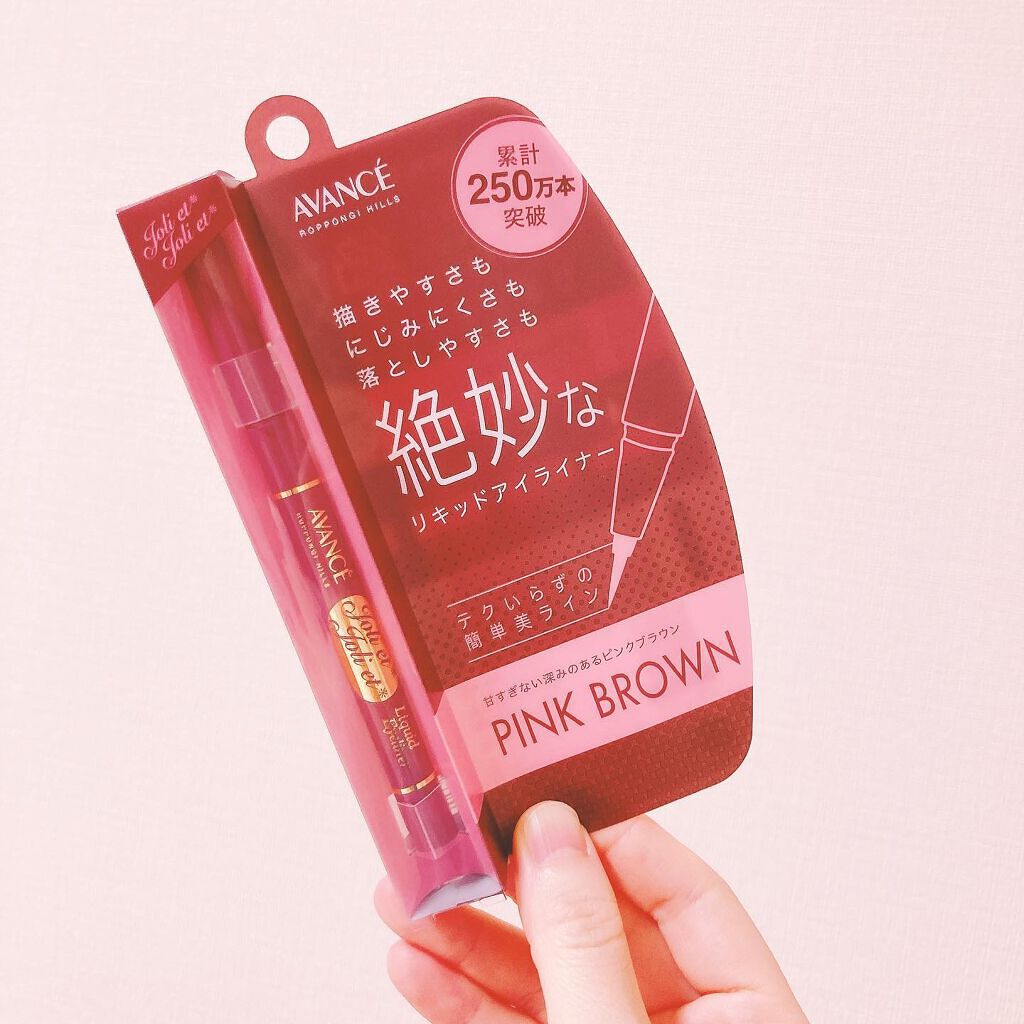 Joli et※
Joli et※
AVANCÉ
ROPPONGI HILLS
累計
250万本
突破
描きやすさも
にじみにくさも
落としやすさも
絶妙な
リキッドアイライナー
テクいらずの
簡単美ライン
甘すぎない深みのあるピンクブラウン
PINK BROWN
AVANCÉ
ROPPONGI HILLS
Joli et
Joli et※
Liquid
Eyeliner